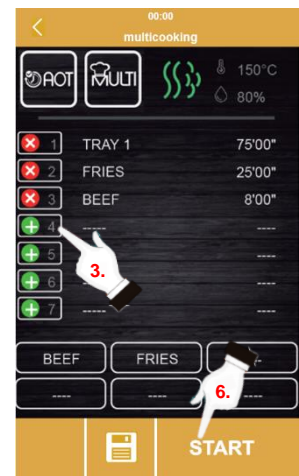 00:00
multicooking
AOT MULTI 150°C
80%
1 TRAY 1 75'00"
2 FRIES 25'00"
3 BEEF 8'00"
4 ----- ----
5 ----
6 ----- ----
7 ----- ----
3.
BEEF FRIES
---- ---- ----
6.
START